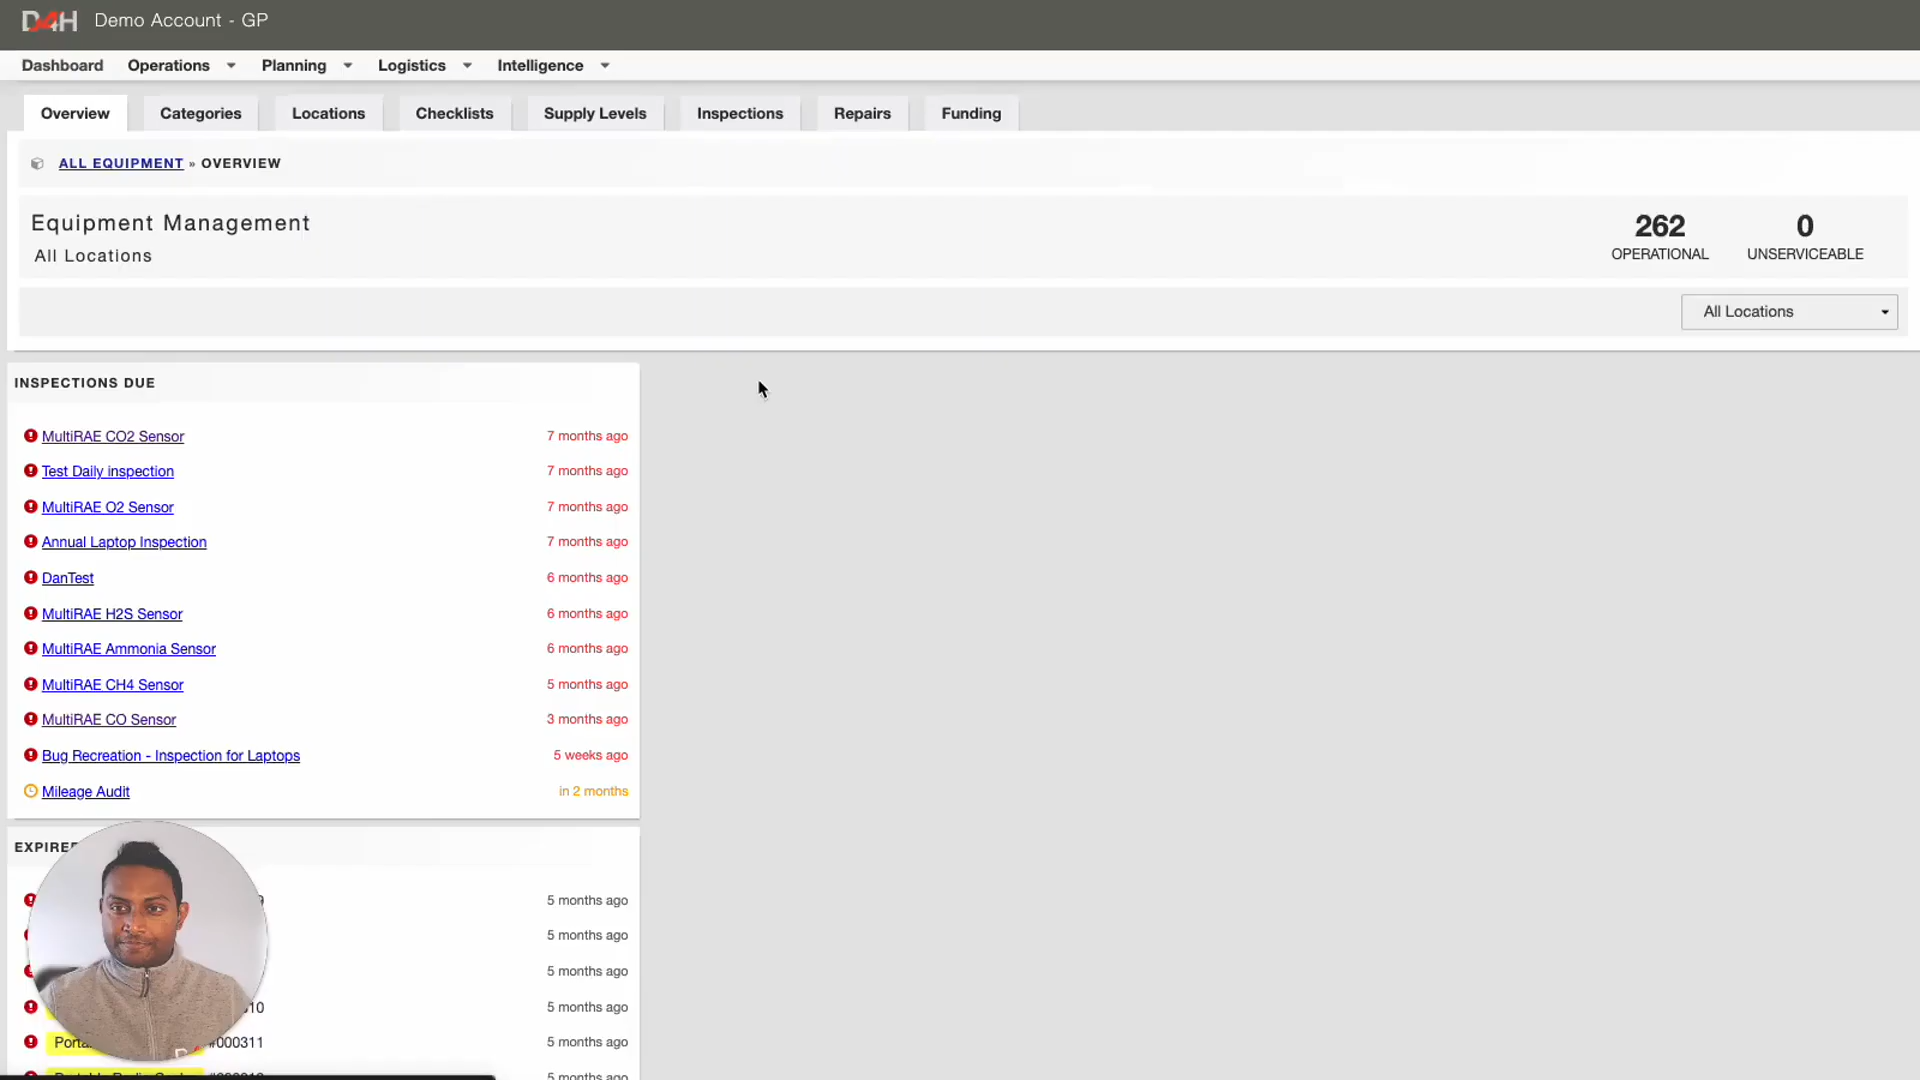 D4H Demo Account - GP
Dashboard Operations Planning Logistics Intelligence
Overview Categories Locations Checklists Supply Levels Inspections Repairs Funding
ALL EQUIPMENT » OVERVIEW
Equipment Management
All Locations
262 0
OPERATIONAL UNSERVICEABLE
All Locations
INSPECTIONS DUE
MultiRAE CO2 Sensor 7 months ago
Test Daily inspection 7 months ago
MultiRAE O2 Sensor 7 months ago
Annual Laptop Inspection 7 months ago
DanTest 6 months ago
MultiRAE H2S Sensor 6 months ago
MultiRAE Ammonia Sensor 6 months ago
MultiRAE CH4 Sensor 5 months ago
MultiRAE CO Sensor 3 months ago
Bug Recreation - Inspection for Laptops 5 weeks ago
Mileage Audit in 2 months
5 months ago
5 months ago
5 months ago
5 months ago
#000311 5 months ago
5 months ago